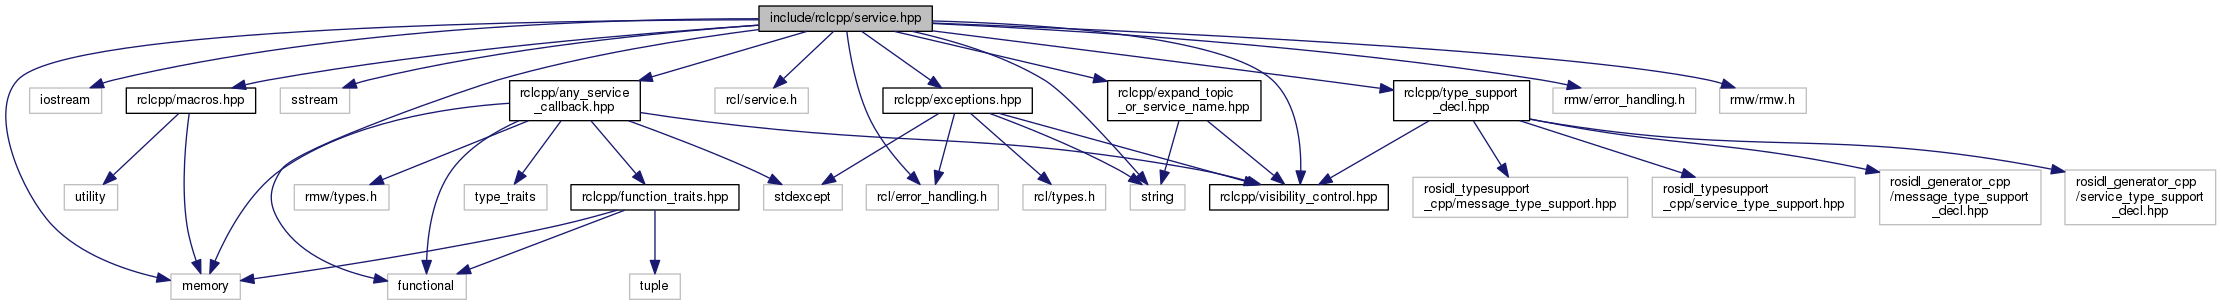 include/rclcpp/service.hpp
iostream
rclcpp/macros.hpp
sstream
rclcpp/any_service
_callback.hpp
rcl/service.h
rclcpp/exceptions.hpp
rclcpp/expand_topic
_or_service_name.hpp
rclcpp/type_support
_decl.hpp
rmw/error_handling.h
rmw/rmw.h
utility
rmw/types.h
type_traits
rclcpp/function_traits.hpp
stdexcept
rcl/error_handling.h
rcl/types.h
string
rclcpp/visibility_control.hpp
rosidl_typesupport
_cpp/message_type_support.hpp
rosidl_typesupport
_cpp/service_type_support.hpp
rosidl_generator_cpp
/message_type_support
_decl.hpp
rosidl_generator_cpp
/service_type_support
_decl.hpp
memory
functional
tuple